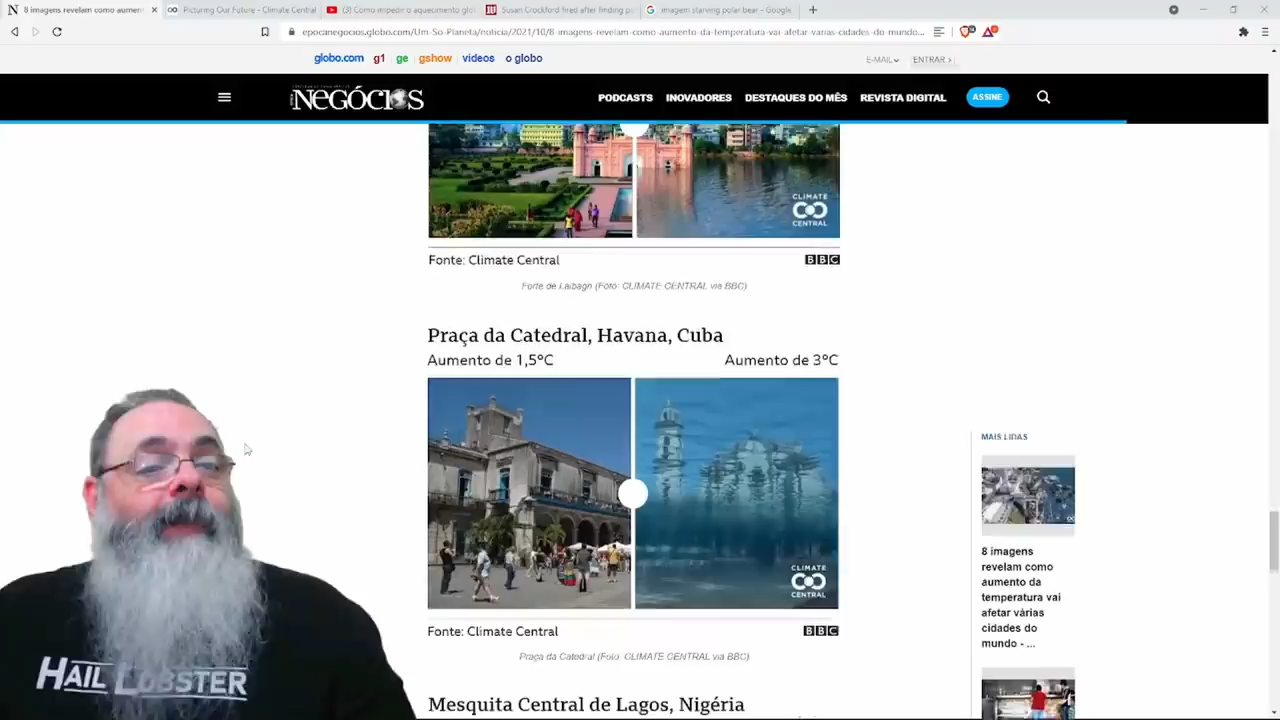 8 imagens revelam como aumen
Picturing Our Future - Climate Central
(3) Como impedir o aquecimento glo
Susan Crockford fired after finding p
imagem starving polar bear - Google
epocanegocios.globo.com/Um-So-Planeta/noticia/2021/10/8-imagens-revelam-como-aumento-da-temperatura-vai-afetar-varias-cidades-do-mundo...
globo.com g1 ge gshow videos o globo
E-MAIL
ENTRAR
NEGÓCIOS
PODCASTS INOVADORES DESTAQUES DO MÊS REVISTA DIGITAL ASSINE
CLIMATE
CENTRAL
Fonte: Climate Central
BBC
Forte de Lalbagh (Foto: CLIMATE CENTRAL via BBC)
Praça da Catedral, Havana, Cuba
Aumento de 1,5°C Aumento de 3°C
CLIMATE
CENTRAL
Fonte: Climate Central
BBC
Praça da Catedral (Foto: CLIMATE CENTRAL via BBC)
Mesquita Central de Lagos, Nigéria
MAIS LIDAS
8 imagens
revelam como
aumento da
temperatura vai
afetar várias
cidades do
mundo - ...
HAIL LOBSTER